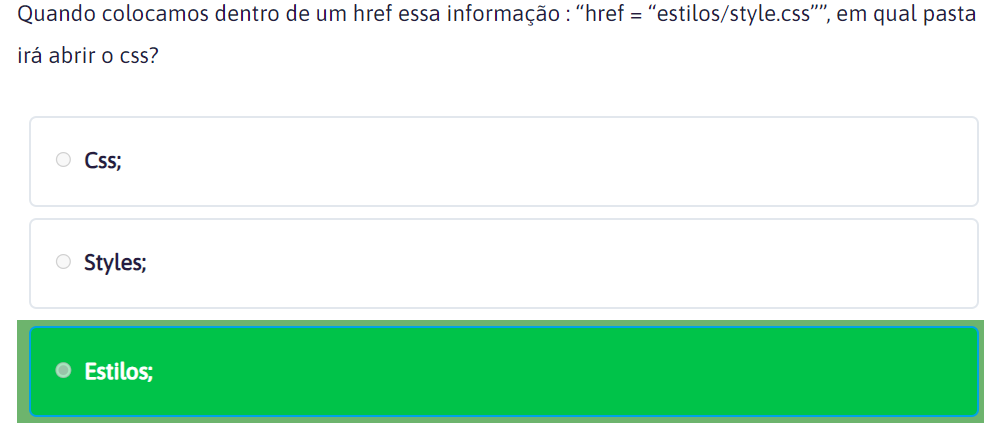 Quando colocamos dentro de um href essa informação : “href = “estilos/style.css””, em qual pasta
irá abrir o css?
Css;
Styles;
Estilos;